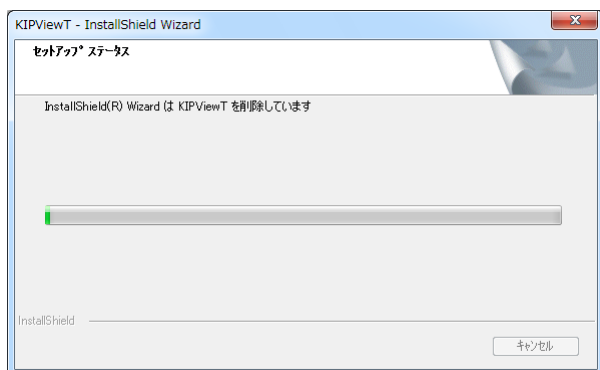 KIPViewT - InstallShield Wizard
ｾｯﾄｱｯﾌﾟ ｽﾃｰﾀｽ
InstallShield(R) Wizard は KIPViewT を削除しています
InstallShield
ｷｬﾝｾﾙ